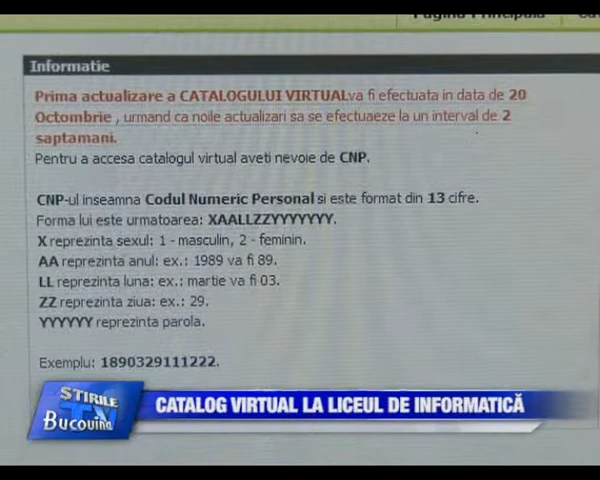 Pagina Principala
Informatie
Prima actualizare a CATALOGULUI VIRTUALva fi efectuata in data de 20
Octombrie , urmand ca noile actualizari sa se efectuaeze la un interval de 2
saptamani.
Pentru a accesa catalogul virtual aveti nevoie de CNP.
CNP-ul inseamna Codul Numeric Personal si este format din 13 cifre.
Forma lui este urmatoarea: XAALLZZYYYYYY.
X reprezinta sexul: 1 - masculin, 2 - feminin.
AA reprezinta anul: ex.: 1989 va fi 89.
LL reprezinta luna: ex.: martie va fi 03.
ZZ reprezinta ziua: ex.: 29.
YYYYYY reprezinta parola.
Exemplu: 1890329111222.
ȘTIRILE
TV
Bucovina
CATALOG VIRTUAL LA LICEUL DE INFORMATICĂ